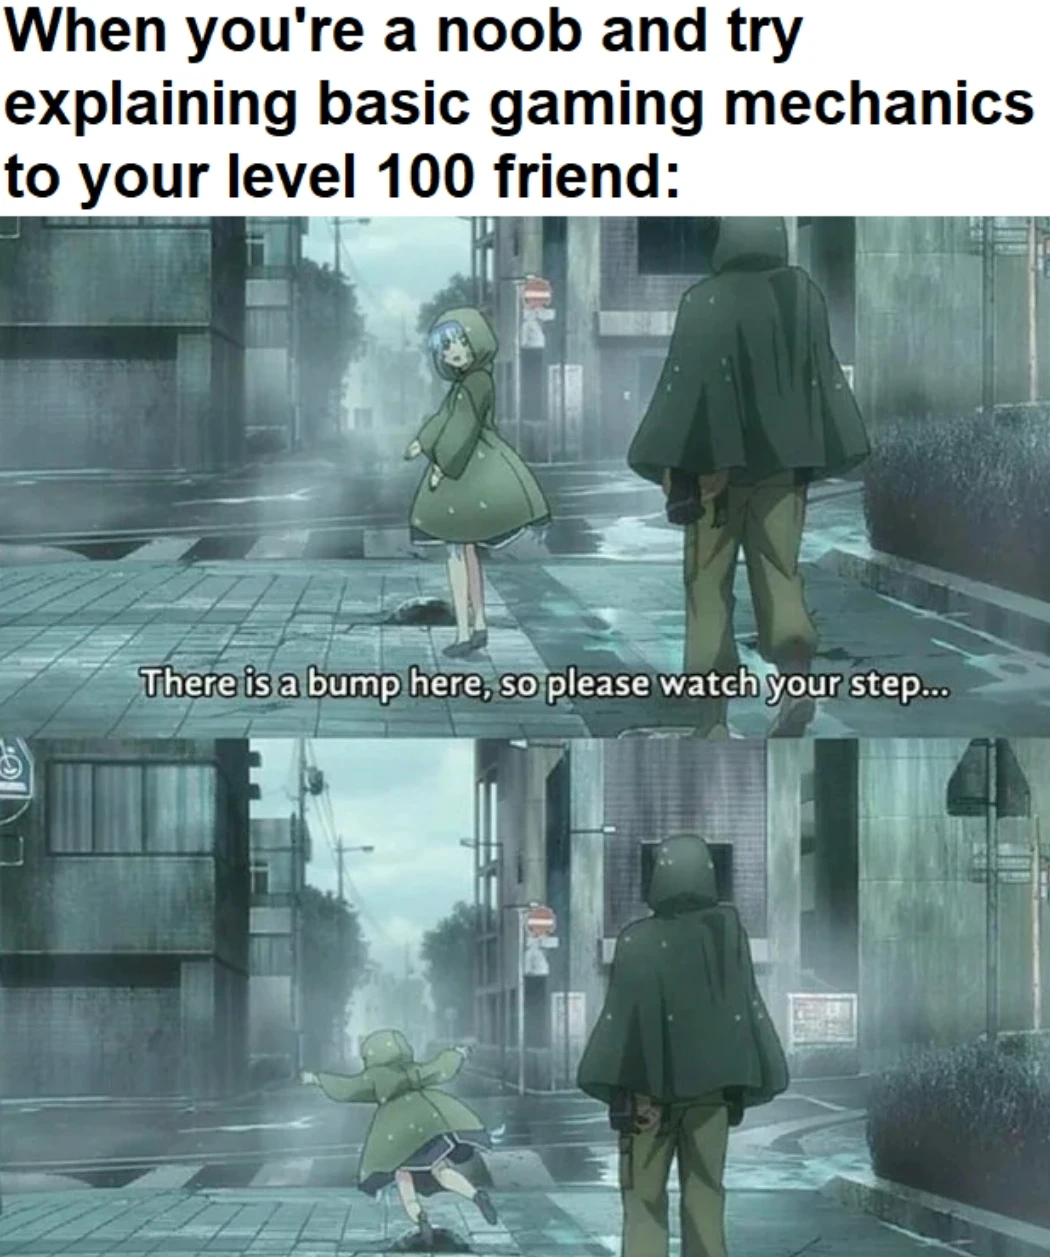 When you're a noob and try
explaining basic gaming mechanics
to your level 100 friend:
There is a bump here, so please watch your step...